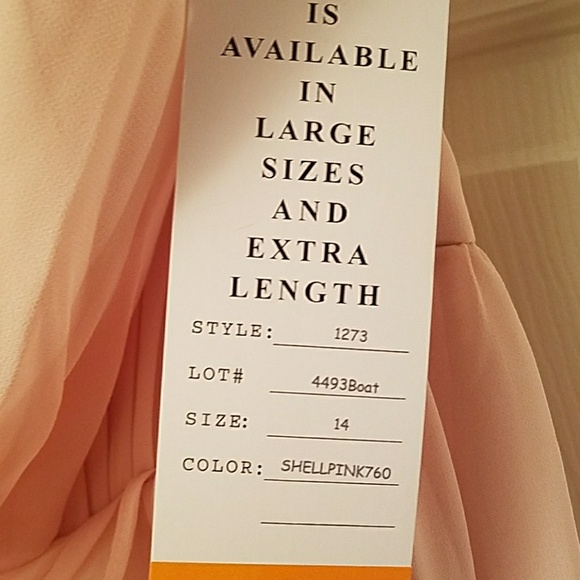 IS
AVAILABLE
IN
LARGE
SIZES
AND
EXTRA
LENGTH
STYLE: 1273
LOT# 4493Boat
SIZE: 14
COLOR: SHELLPINK760